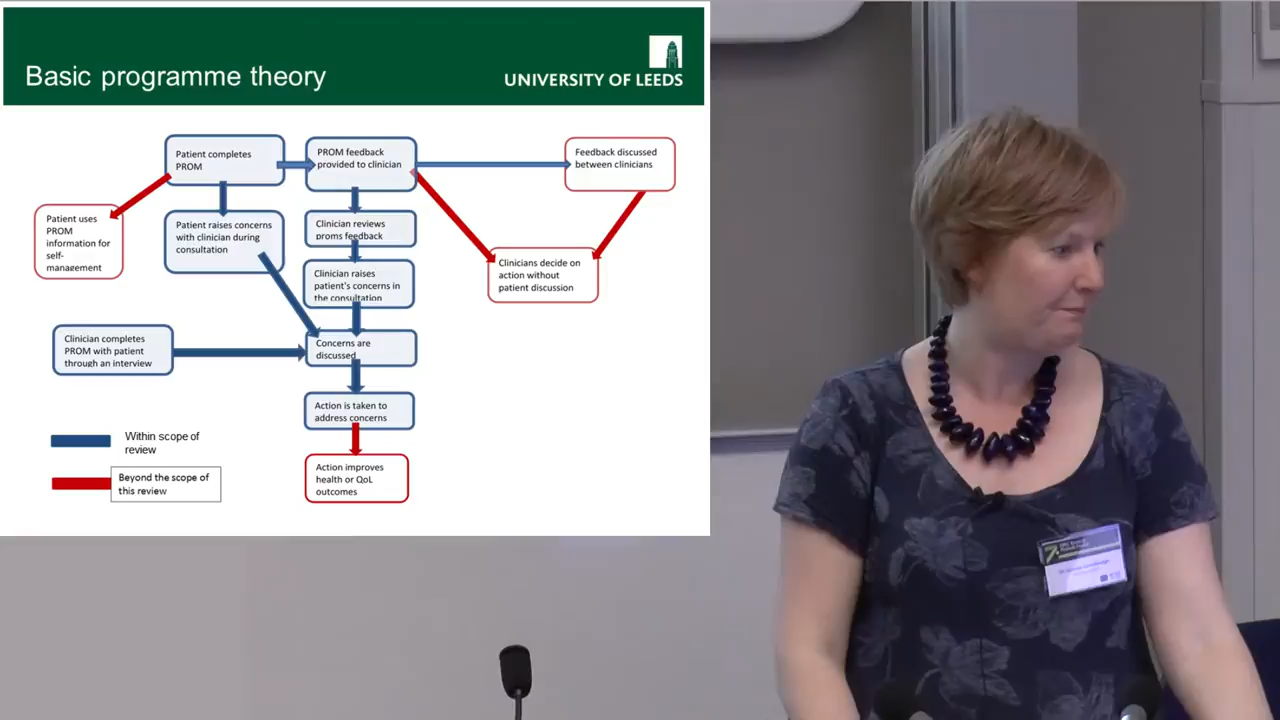 Basic programme theory
UNIVERSITY OF LEEDS
Patient completes
PROM
PROM feedback
provided to clinician
Feedback discussed
between clinicians
Patient uses
PROM
information for
self-
management
Patient raises concerns
with clinician during
consultation
Clinician reviews
proms feedback
Clinician raises
patient's concerns in
the consultation
Clinicians decide on
action without
patient discussion
Clinician completes
PROM with patient
through an interview
Concerns are
discussed
Action is taken to
address concerns
Action improves
health or QoL
outcomes
Within scope of
review
Beyond the scope of
this review